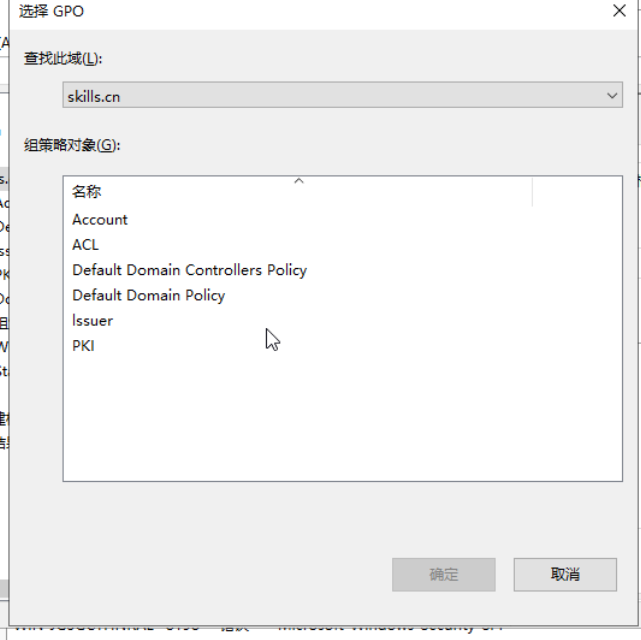 选择 GPO
查找此域(L):
skills.cn
组策略对象(G):
名称
Account
ACL
Default Domain Controllers Policy
Default Domain Policy
Issuer
PKI
确定
取消